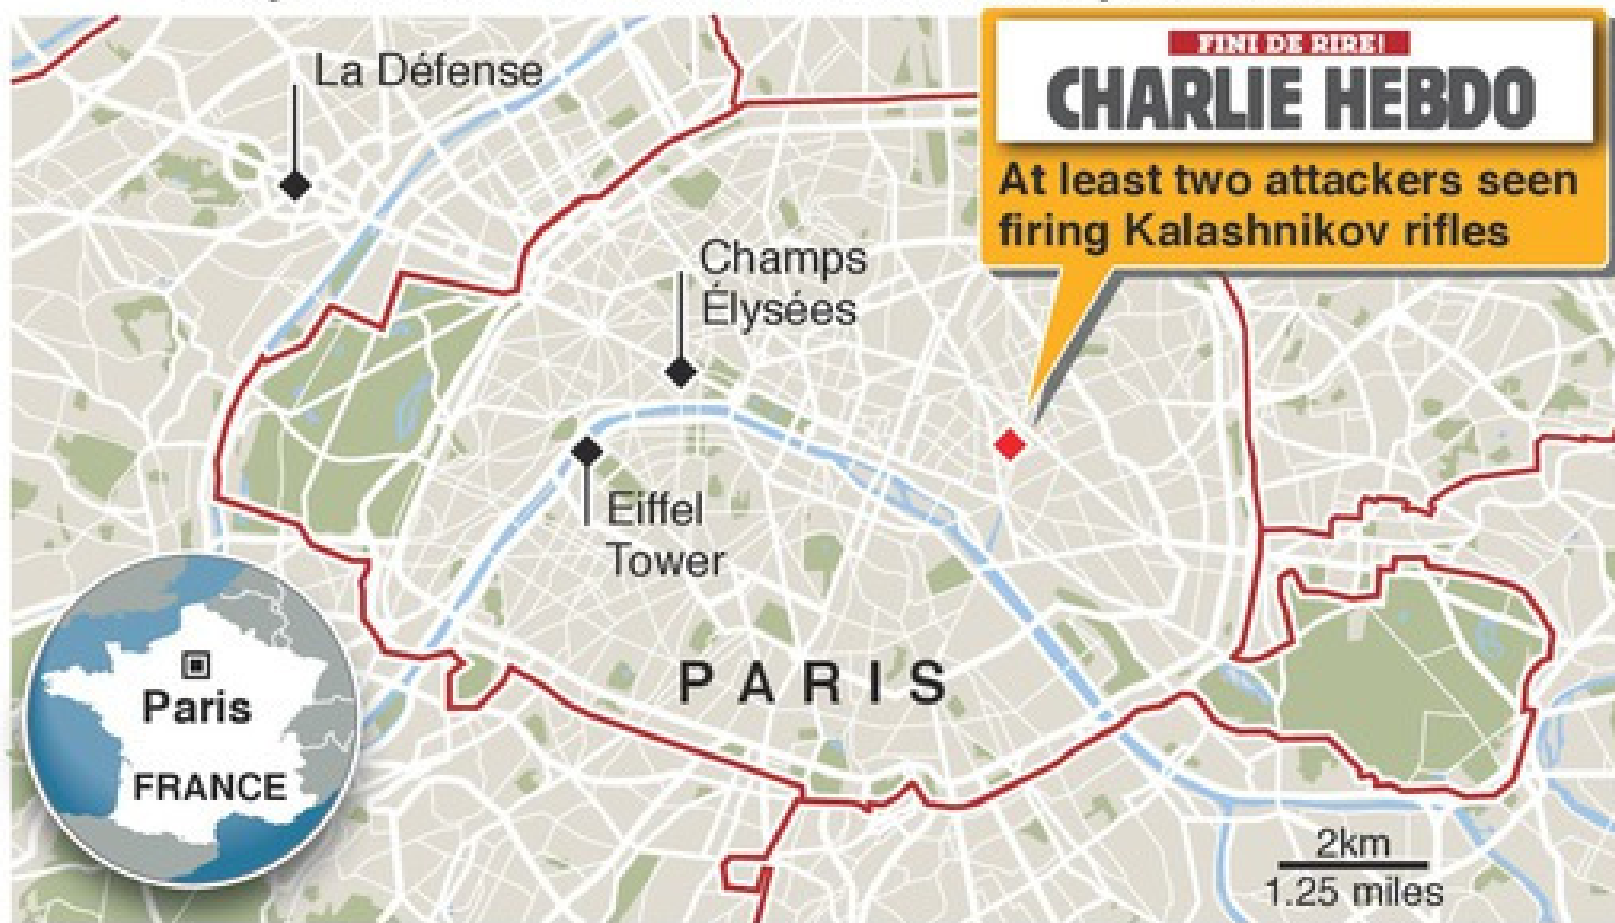 La Défense
FINI DE RIRE!
CHARLIE HEBDO
At least two attackers seen
firing Kalashnikov rifles
Champs
Élysées
Eiffel
Tower
PARIS
Paris
FRANCE
2km
1.25 miles